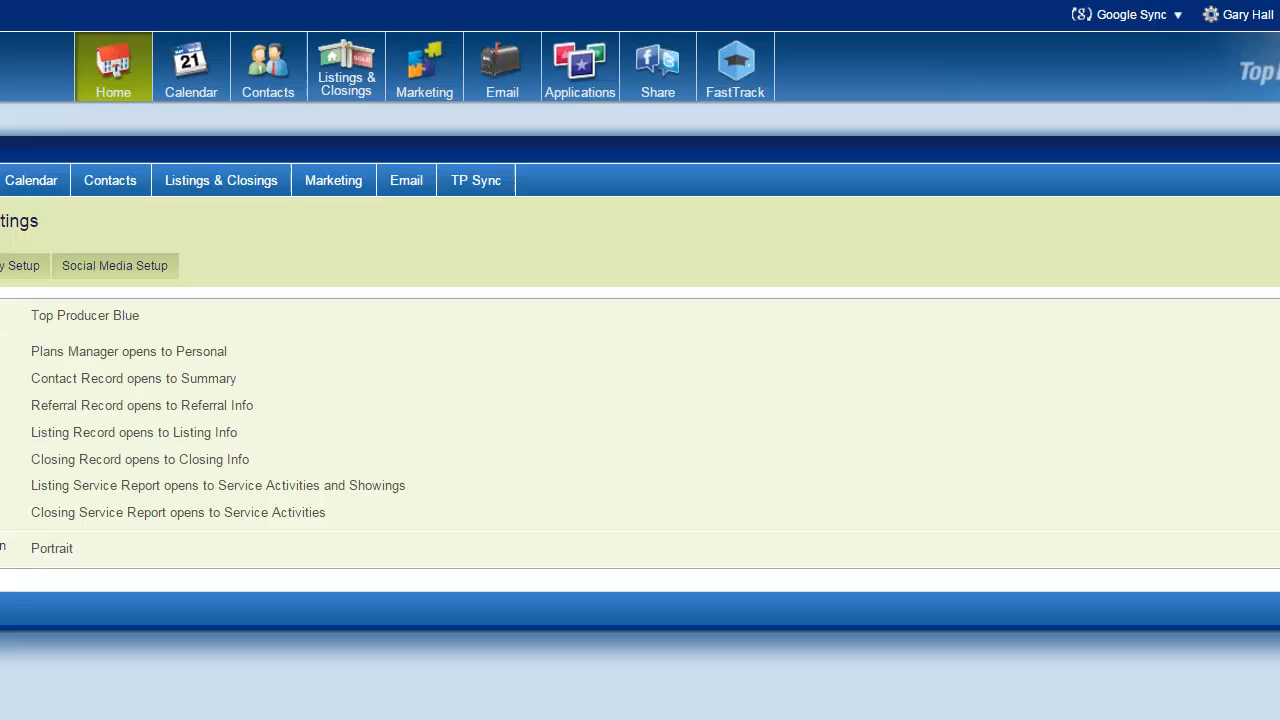 Google Sync ▼ Gary Hall
21
SOLD
Home Calendar Contacts Listings & Closings Marketing Email Applications Share FastTrack
Top
Calendar Contacts Listings & Closings Marketing Email TP Sync
tings
y Setup Social Media Setup
Top Producer Blue
Plans Manager opens to Personal
Contact Record opens to Summary
Referral Record opens to Referral Info
Listing Record opens to Listing Info
Closing Record opens to Closing Info
Listing Service Report opens to Service Activities and Showings
Closing Service Report opens to Service Activities
n Portrait